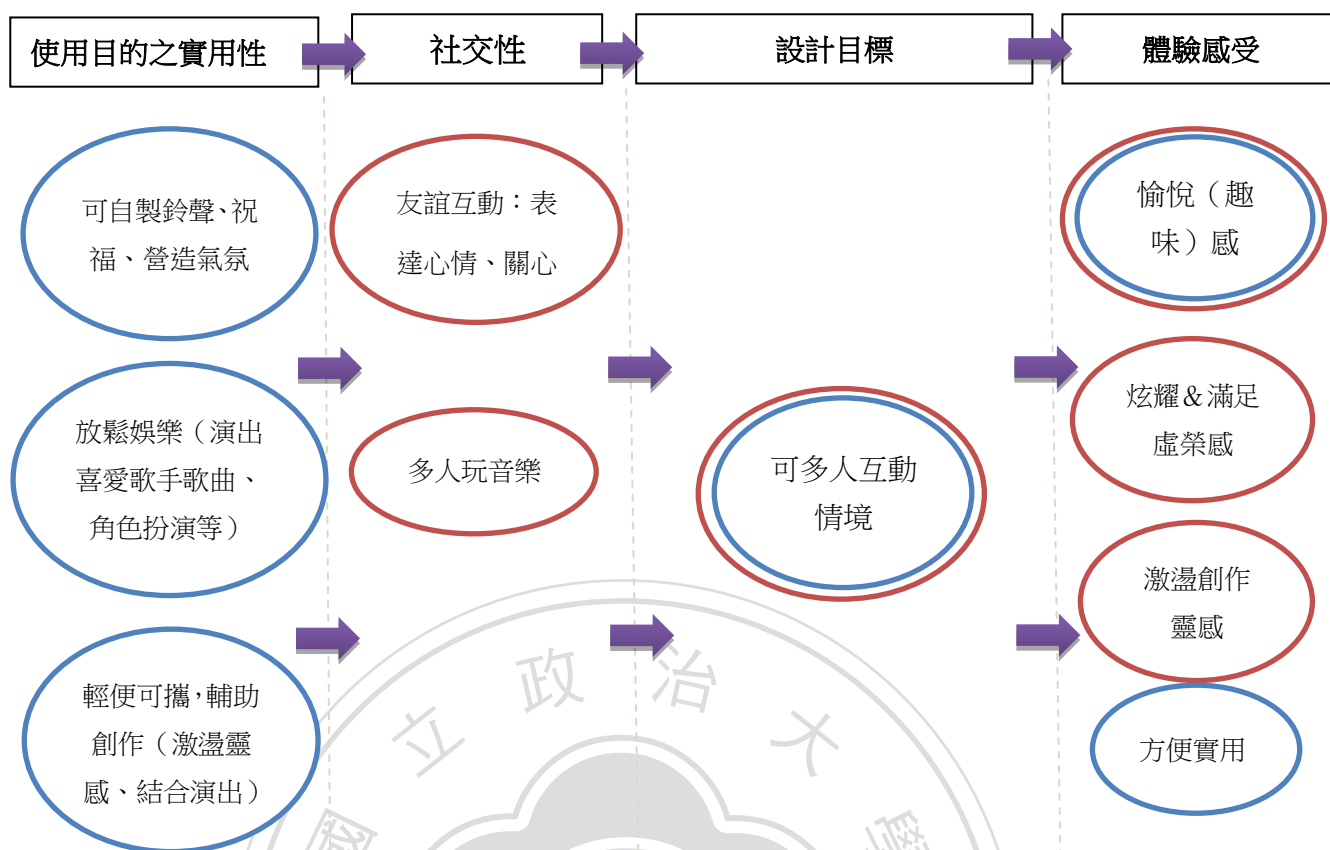 使用目的之實用性
社交性
設計目標
體驗感受
可自製鈴聲、祝
福、營造氣氛
友誼互動：表
達心情、關心
愉悅（趣
味）感
放鬆娛樂（演出
喜愛歌手歌曲、
角色扮演等）
多人玩音樂
可多人互動
情境
炫耀＆滿足
虛榮感
激盪創作
靈感
輕便可攜，輔助
創作（激盪靈
感、結合演出）
方便實用
國立政治大學